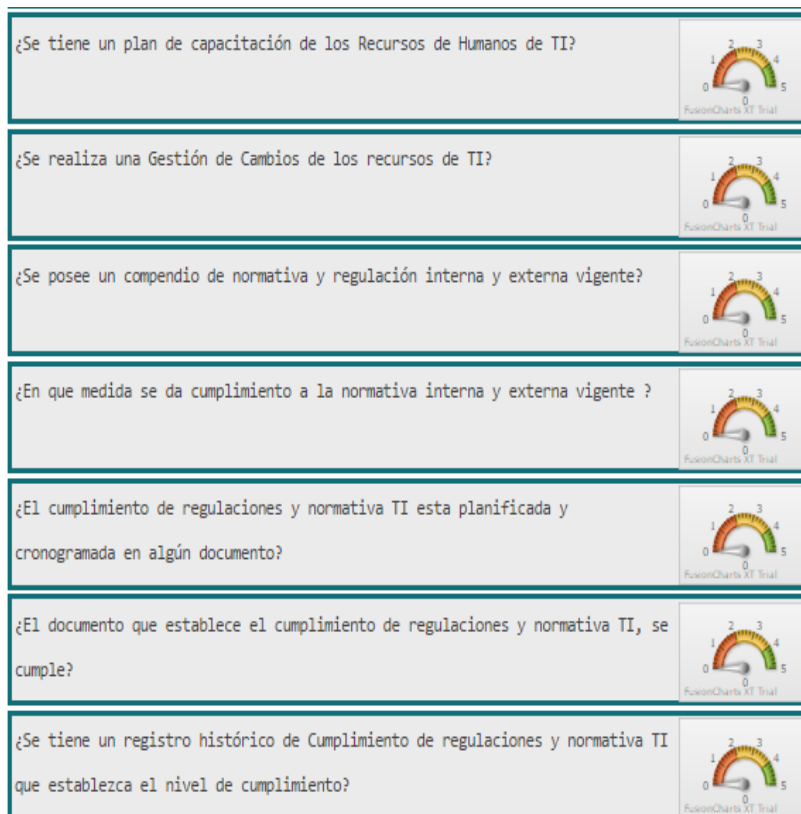 ¿Se tiene un plan de capacitación de los Recursos de Humanos de TI?
0 1 2 3 4 5
0
FusionCharts XT Trial
¿Se realiza una Gestión de Cambios de los recursos de TI?
0 1 2 3 4 5
0
FusionCharts XT Trial
¿Se posee un compendio de normativa y regulación interna y externa vigente?
0 1 2 3 4 5
0
FusionCharts XT Trial
¿En que medida se da cumplimiento a la normativa interna y externa vigente ?
0 1 2 3 4 5
0
FusionCharts XT Trial
¿El cumplimiento de regulaciones y normativa TI esta planificada y
cronogramada en algún documento?
0 1 2 3 4 5
0
FusionCharts XT Trial
¿El documento que establece el cumplimiento de regulaciones y normativa TI, se
cumple?
0 1 2 3 4 5
0
FusionCharts XT Trial
¿Se tiene un registro histórico de Cumplimiento de regulaciones y normativa TI
que establezca el nivel de cumplimiento?
0 1 2 3 4 5
0
FusionCharts XT Trial